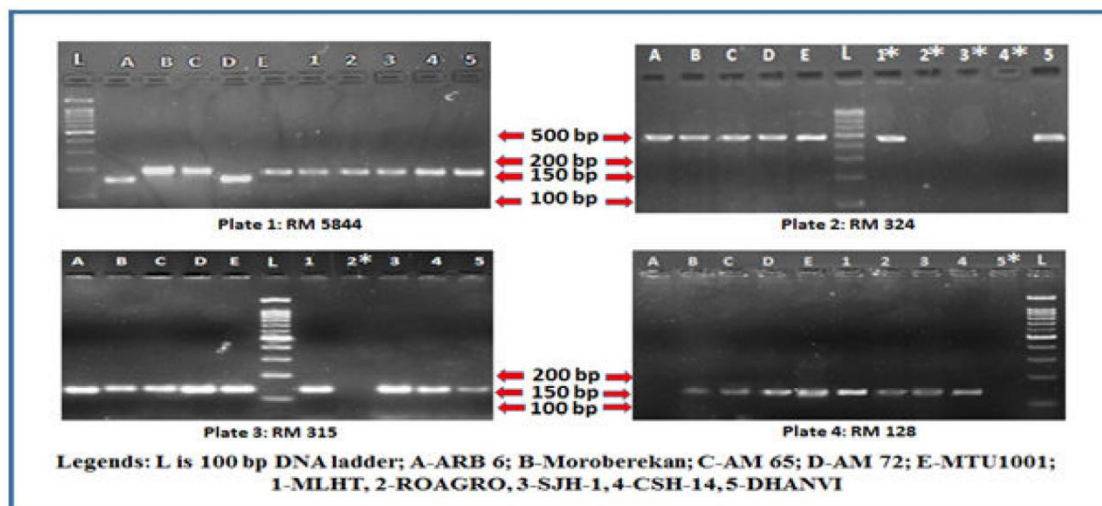 L A B C D E 1 2 3 4 5
A B C D E L 1* 2* 3* 4* 5
500 bp
200 bp
150 bp
100 bp
Plate 1: RM 5844
Plate 2: RM 324
A B C D E L 1 2* 3 4 5
A B C D E 1 2 3 4 5* L
200 bp
150 bp
100 bp
Plate 3: RM 315
Plate 4: RM 128
Legends: L is 100 bp DNA ladder; A-ARB 6; B-Moroberekan; C-AM 65; D-AM 72; E-MTU1001;
1-MLHT, 2-ROAGRO, 3-SJH-1, 4-CSH-14, 5-DHANVI